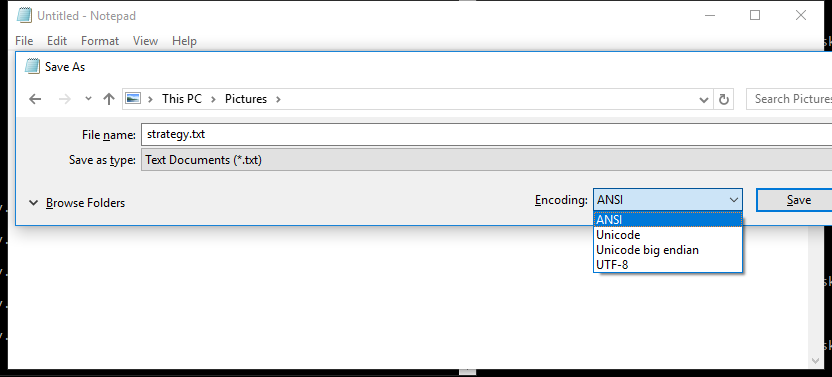 Untitled - Notepad
File Edit Format View Help
Save As
This PC > Pictures >
Search Pictures
File name: strategy.txt
Save as type: Text Documents (*.txt)
Browse Folders
Encoding: ANSI
Save
ANSI
Unicode
Unicode big endian
UTF-8